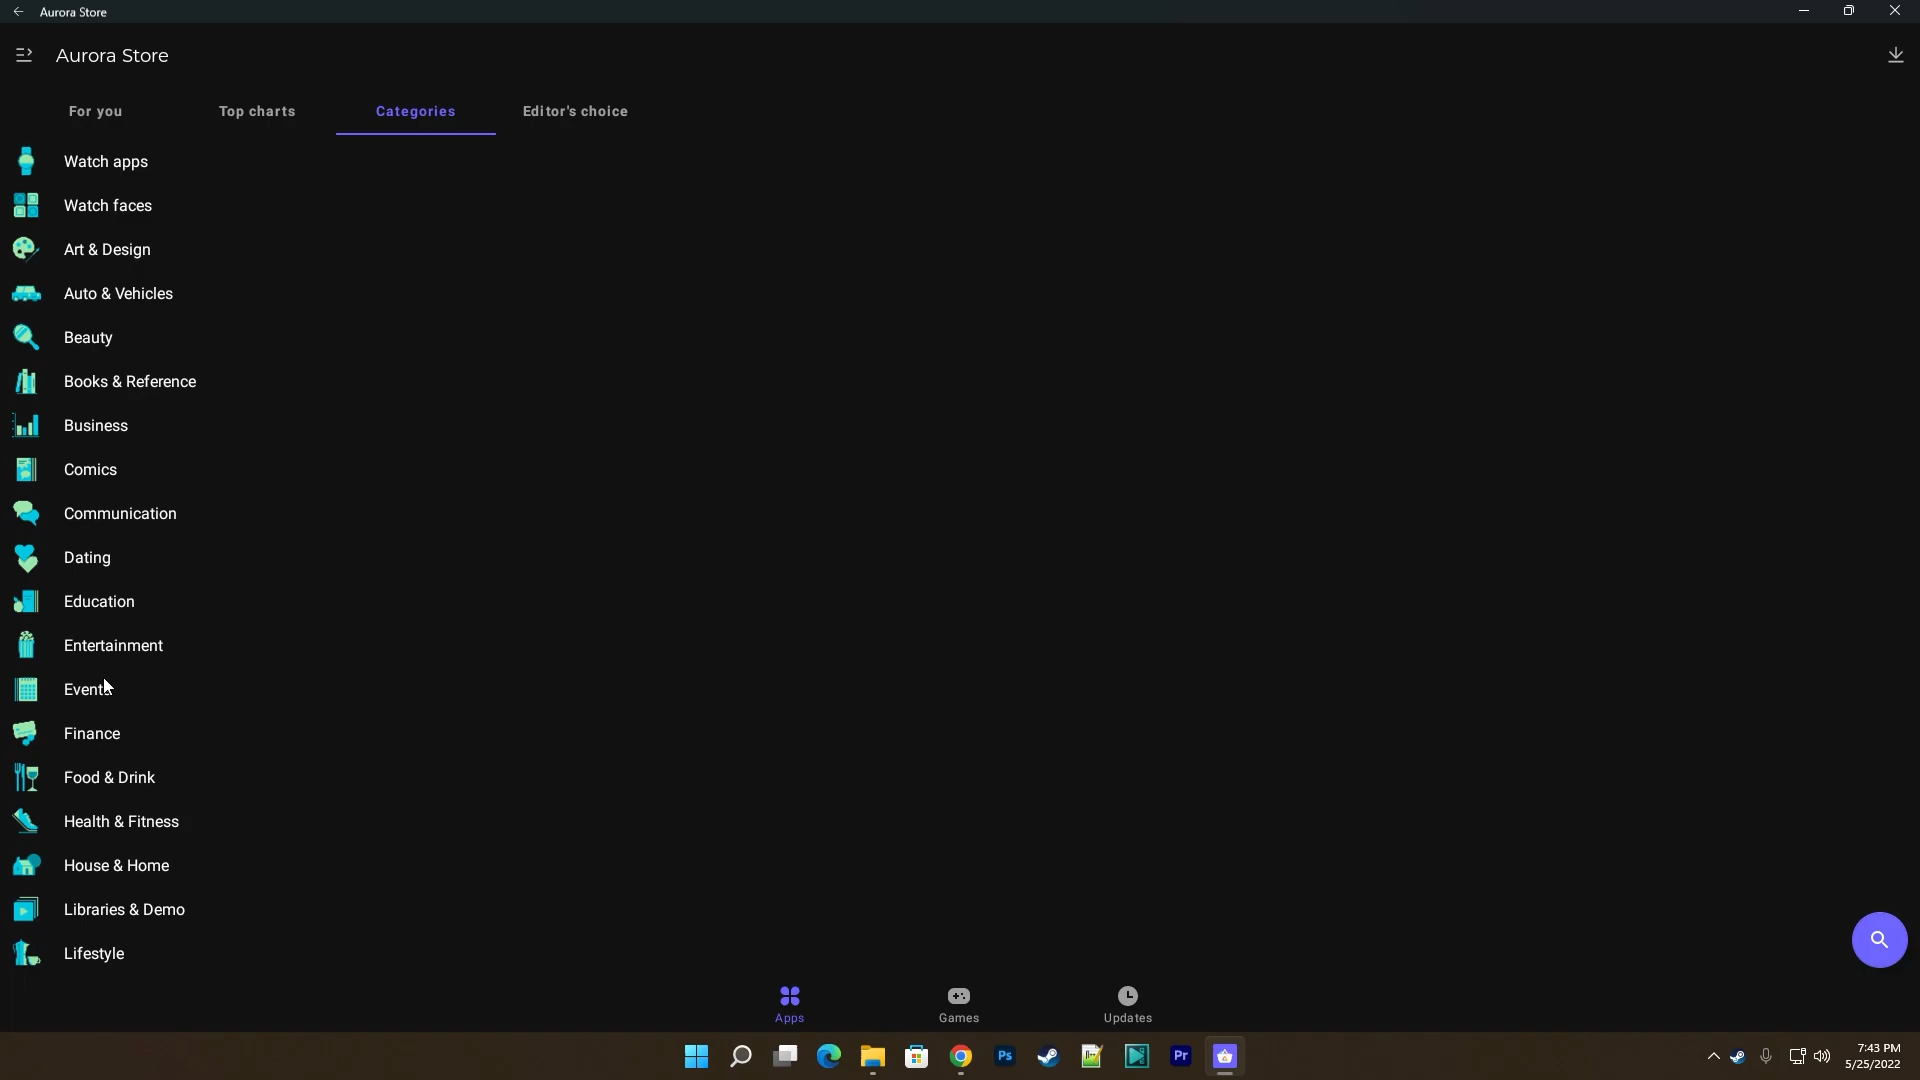 Aurora Store
Aurora Store
For you
Top charts
Categories
Editor's choice
Watch apps
Watch faces
Art & Design
Auto & Vehicles
Beauty
Books & Reference
Business
Comics
Communication
Dating
Education
Entertainment
Events
Finance
Food & Drink
Health & Fitness
House & Home
Libraries & Demo
Lifestyle
Apps
Games
Updates
Ps
Pr
7:43 PM
5/25/2022